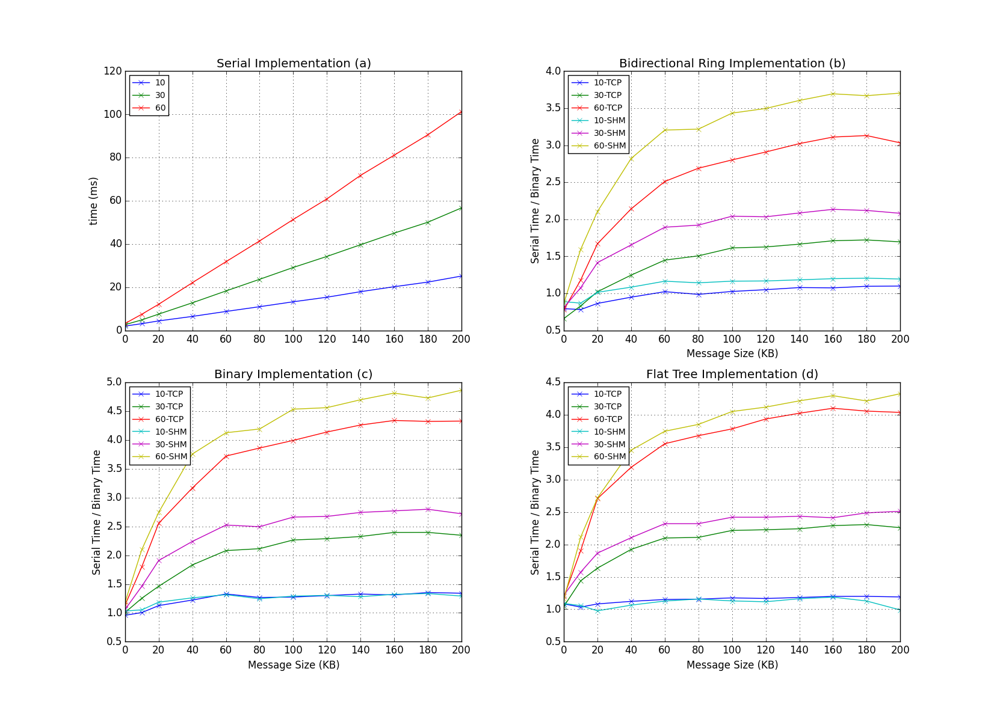 Serial Implementation (a)
120
100
80
60
40
20
0
time (ms)
10
30
60
0 20 40 60 80 100 120 140 160 180 200
Bidirectional Ring Implementation (b)
4.0
3.5
3.0
2.5
2.0
1.5
1.0
0.5
Serial Time / Binary Time
10-TCP
30-TCP
60-TCP
10-SHM
30-SHM
60-SHM
0 20 40 60 80 100 120 140 160 180 200
Message Size (KB)
Binary Implementation (c)
5.0
4.5
4.0
3.5
3.0
2.5
2.0
1.5
1.0
0.5
Serial Time / Binary Time
10-TCP
30-TCP
60-TCP
10-SHM
30-SHM
60-SHM
0 20 40 60 80 100 120 140 160 180 200
Message Size (KB)
Flat Tree Implementation (d)
4.5
4.0
3.5
3.0
2.5
2.0
1.5
1.0
0.5
Serial Time / Binary Time
10-TCP
30-TCP
60-TCP
10-SHM
30-SHM
60-SHM
0 20 40 60 80 100 120 140 160 180 200
Message Size (KB)